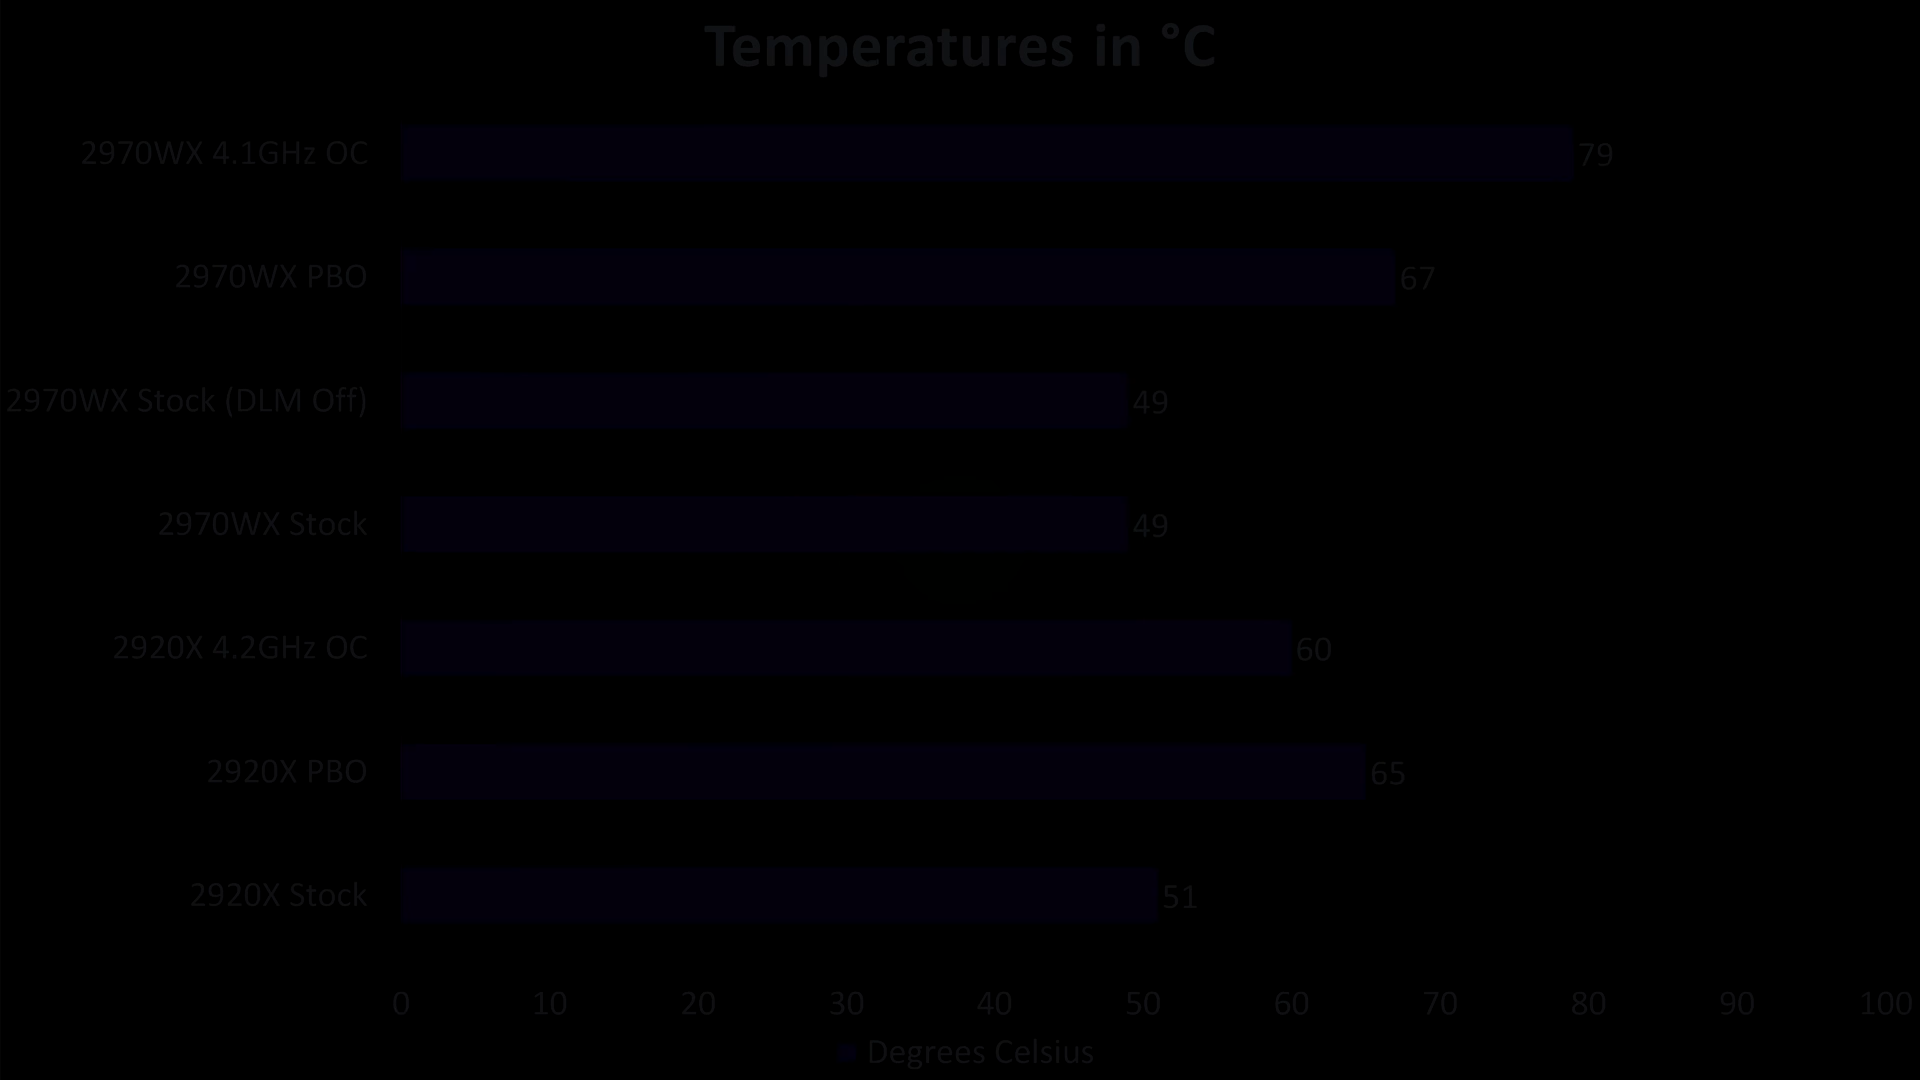 Temperatures in °C
2970WX 4.1GHz OC 79
2970WX PBO 67
2970WX Stock (DLM Off) 49
2970WX Stock 49
2920X 4.2GHz OC 60
2920X PBO 65
2920X Stock 51
0 10 20 30 40 50 60 70 80 90 100
Degrees Celsius